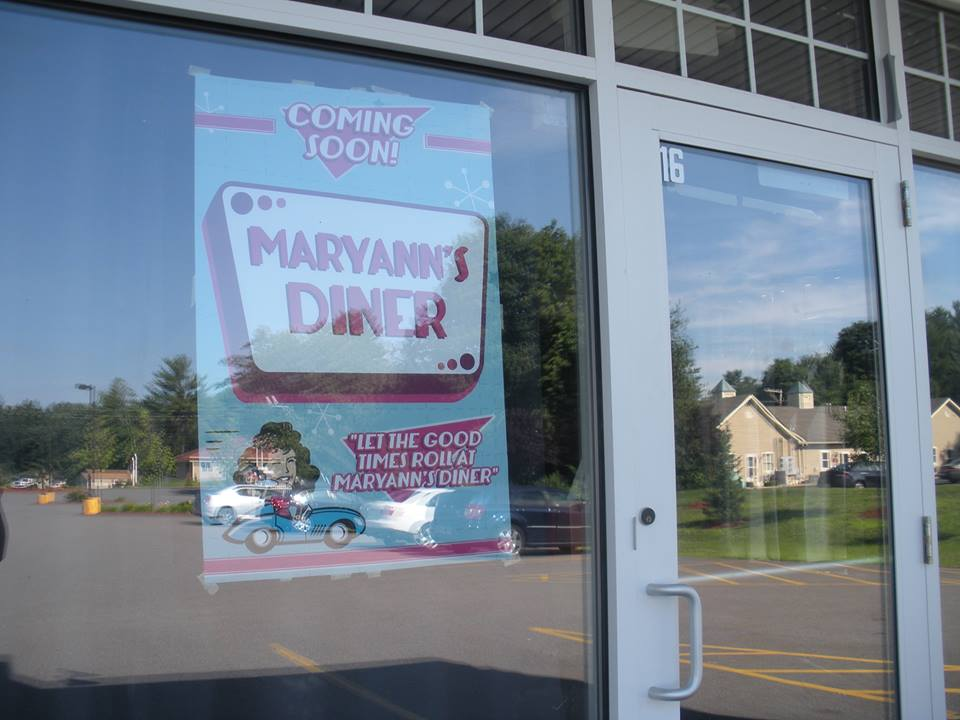 COMING
SOON!
MARYANN'S
DINER
"LET THE GOOD
TIMES ROLL AT
MARYANN'S DINER"
16